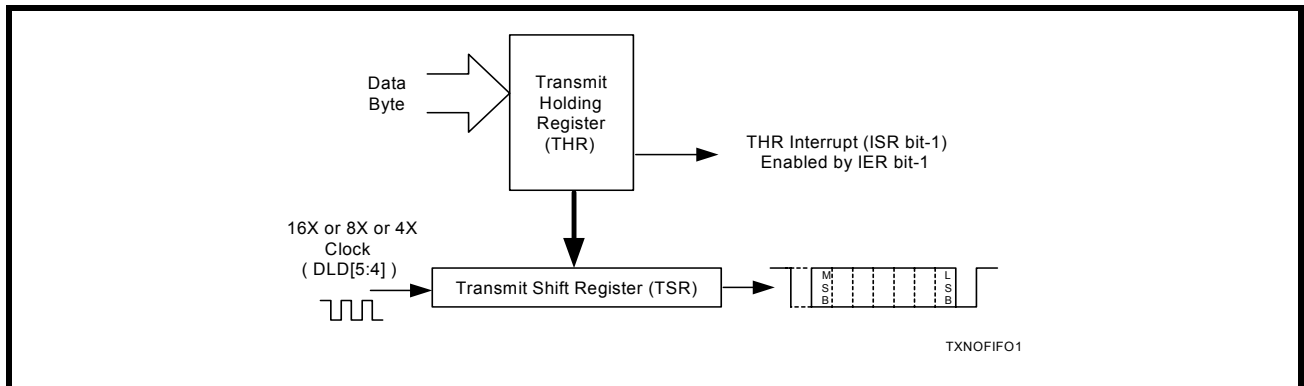 Data
Byte
Transmit
Holding
Register
(THR)
THR Interrupt (ISR bit-1)
Enabled by IER bit-1
16X or 8X or 4X
Clock
( DLD[5:4] )
Transmit Shift Register (TSR)
M
S
B
L
S
B
TXNOFIFO1